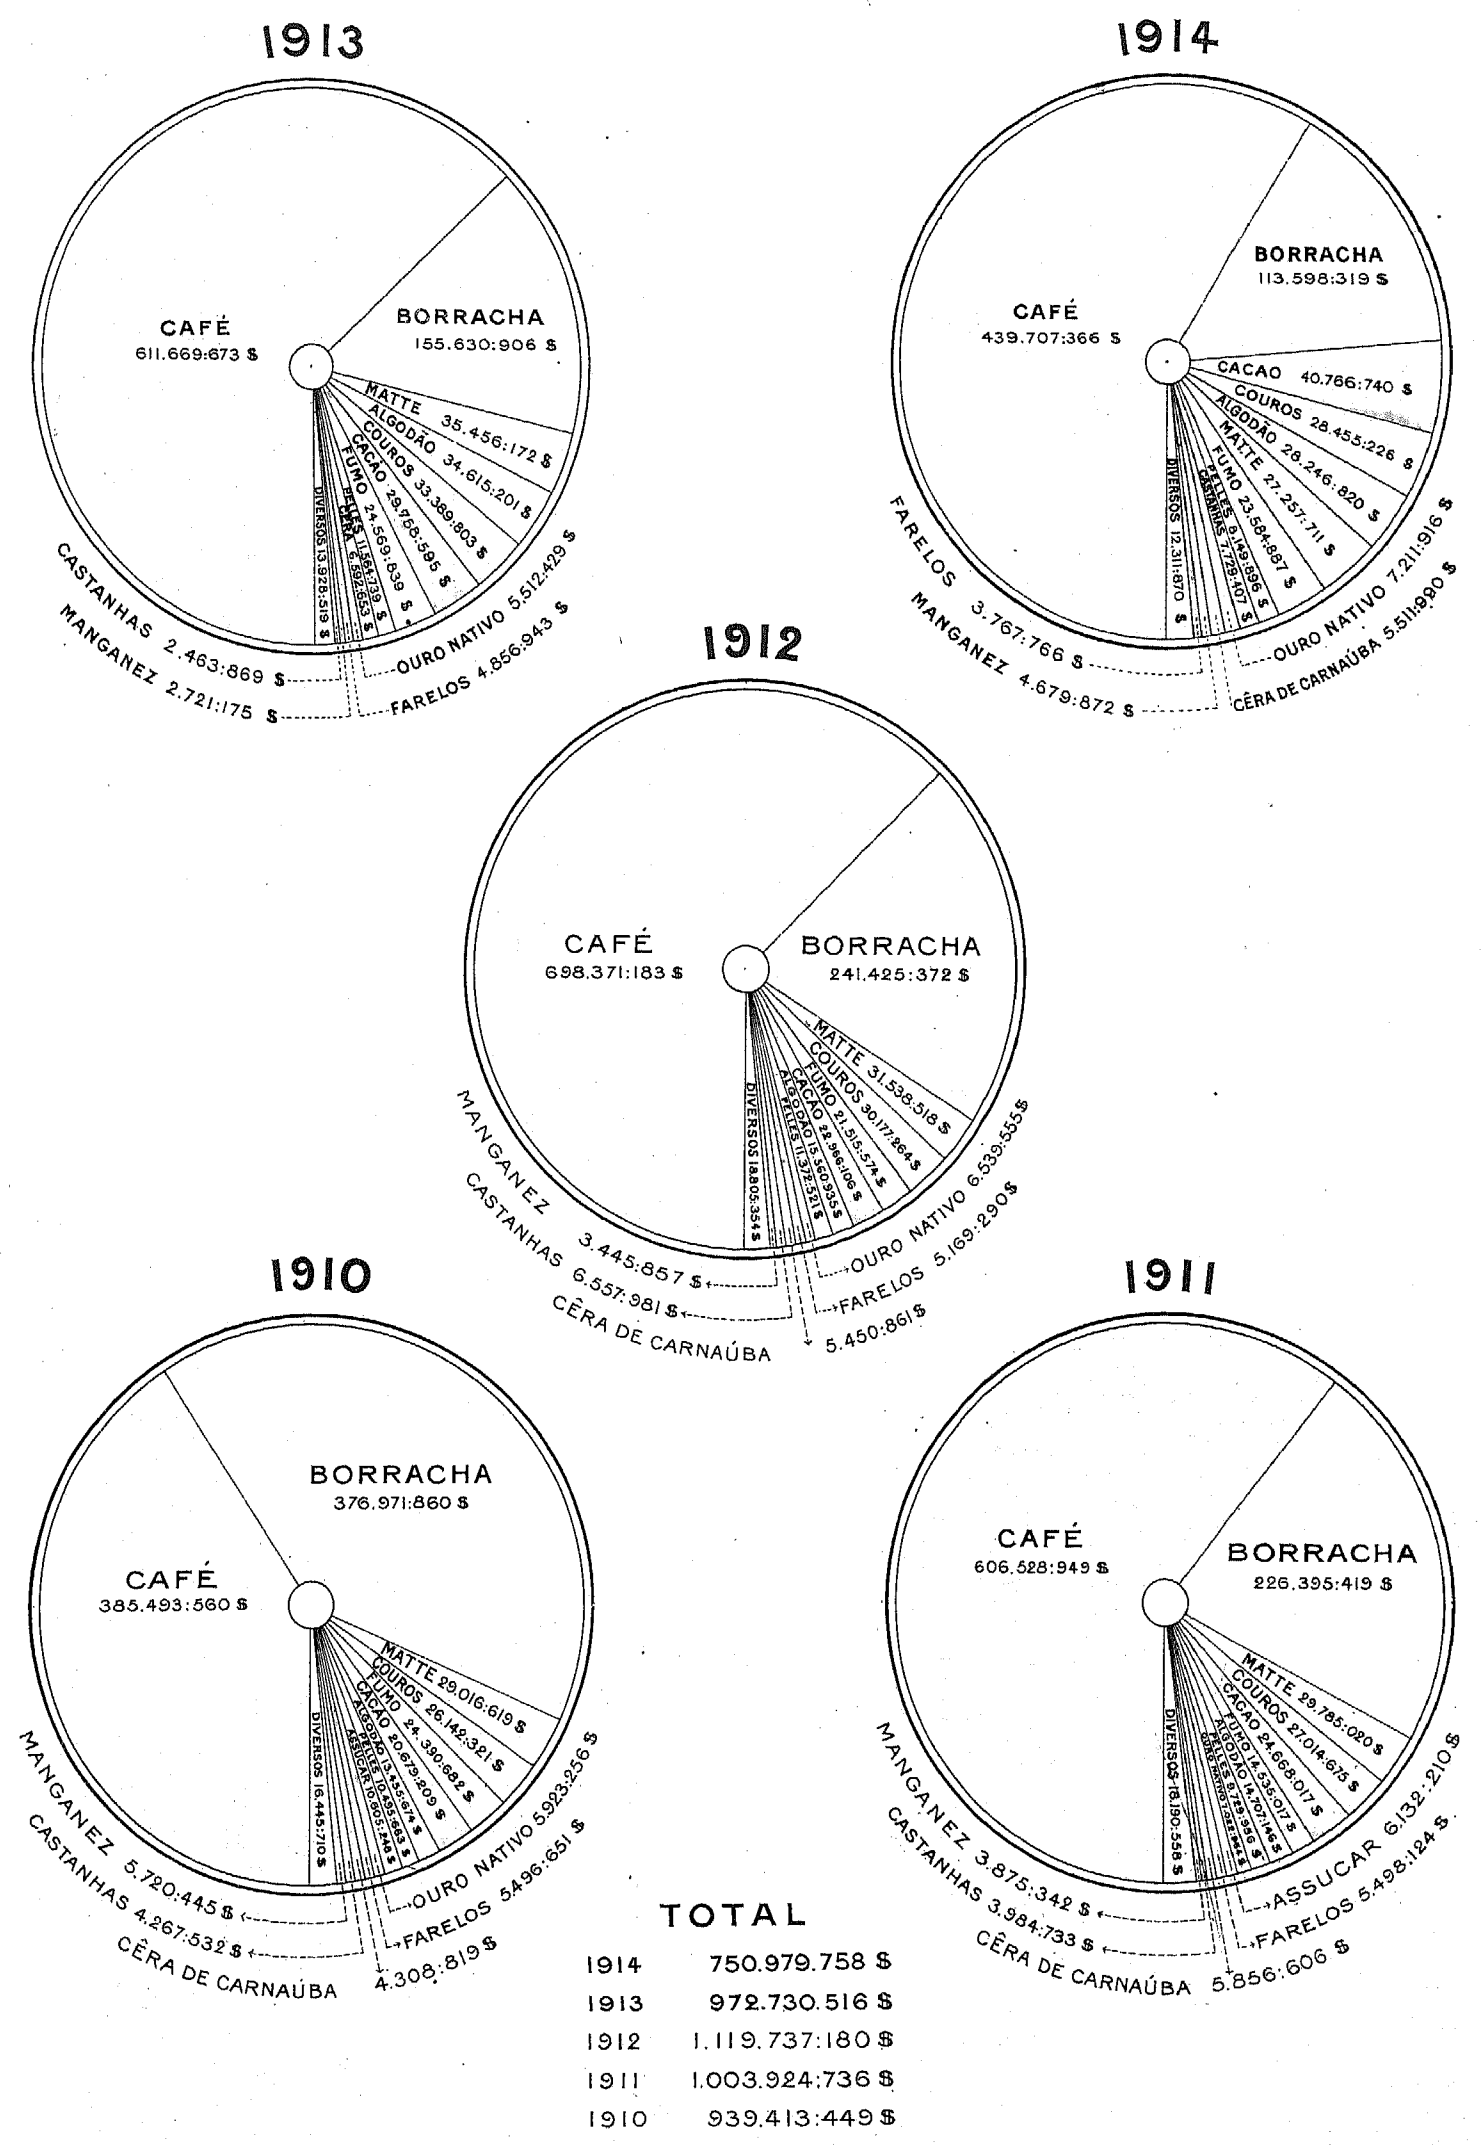 1913
CAFÉ
611.669:673 $
BORRACHA
155.630:906 $
MATTE 35.456:172 $
ALGODÃO 34.615:201 $
COUROS 33.389:803 $
CACÃO 29.758:595 $
FUMO 24.569:839 $
PELLES 11.564:739 $
CÊRA 6.592:653 $
DIVERSOS 13.928:519 $
CASTANHAS 2.463:869 $
MANGANEZ 2.721:175 $
OURO NATIVO 5.512:429 $
FARELOS 4.856:943 $
1914
CAFÉ
439.707:366 $
BORRACHA
113.598:319 $
CACAO 40.766:740 $
COUROS 28.455:226 $
ALGODÃO 28.246:820 $
MATTE 27.257:711 $
FUMO 23.584:887 $
PELLES 8.149:896 $
CASTANHAS 7.729:407 $
DIVERSOS 12.311:870 $
FARELOS 3.767:766 $
MANGANEZ 4.679:872 $
OURO NATIVO 7.211:916 $
CÊRA DE CARNAÚBA 5.511:990 $
1912
CAFÉ
698.371:183 $
BORRACHA
241.425:372 $
MATTE 31.538:518 $
COUROS 30.177:264 $
FUMO 21.515:574 $
CACÃO 22.966:106 $
ALGODÃO 15.560:935 $
PELLES 11.372:521 $
DIVERSOS 18.805:354 $
MANGANEZ 3.445:857 $
CASTANHAS 6.557:981 $
CÊRA DE CARNAÚBA 5.450:861 $
OURO NATIVO 6.539:555 $
FARELOS 5.169:290 $
1910
BORRACHA
376.971:860 $
CAFÉ
385.493:560 $
MATTE 29.016:619 $
COUROS 26.142:321 $
FUMO 24.390:682 $
CACÃO 20.679:209 $
ALGODÃO 13.455:674 $
PELLES 10.495:663 $
ASSUCAR 10.605:248 $
DIVERSOS 16.445:710 $
MANGANEZ 5.720:445 $
CASTANHAS 4.267:532 $
CÊRA DE CARNAÚBA 4.308:819 $
OURO NATIVO 5.923:256 $
FARELOS 5.496:651 $
1911
CAFÉ
606.528:949 $
BORRACHA
226.395:419 $
MATTE 29.785:020 $
COUROS 27.014:675 $
CACAO 24.668:017 $
FUMO 14.535:017 $
ALGODÃO 14.707:146 $
PELLES 9.729:956 $
OURO NATIVO
DIVERSOS 18.190:558 $
MANGANEZ 3.875:342 $
CASTANHAS 3.984:733 $
CÊRA DE CARNAÚBA 5.856:606 $
ASSUCAR 6.132:210 $
FARELOS 5.498:124 $
TOTAL
1914 750.979.758 $
1913 972.730.516 $
1912 1.119.737:180 $
1911 1.003.924:736 $
1910 939.413:449 $